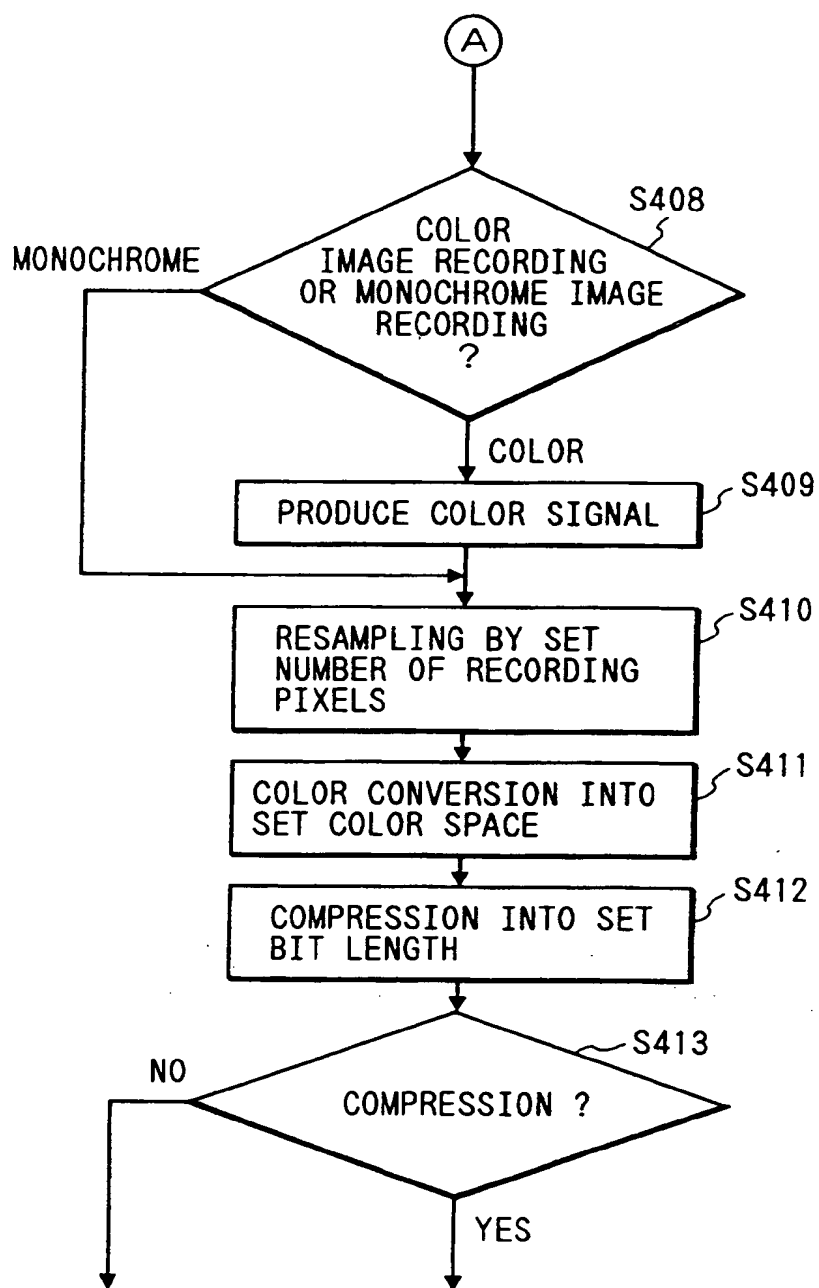 A
S408
COLOR
IMAGE RECORDING
OR MONOCHROME IMAGE
RECORDING
?
MONOCHROME
COLOR
S409
PRODUCE COLOR SIGNAL
S410
RESAMPLING BY SET
NUMBER OF RECORDING
PIXELS
S411
COLOR CONVERSION INTO
SET COLOR SPACE
S412
COMPRESSION INTO SET
BIT LENGTH
S413
NO
COMPRESSION ?
YES